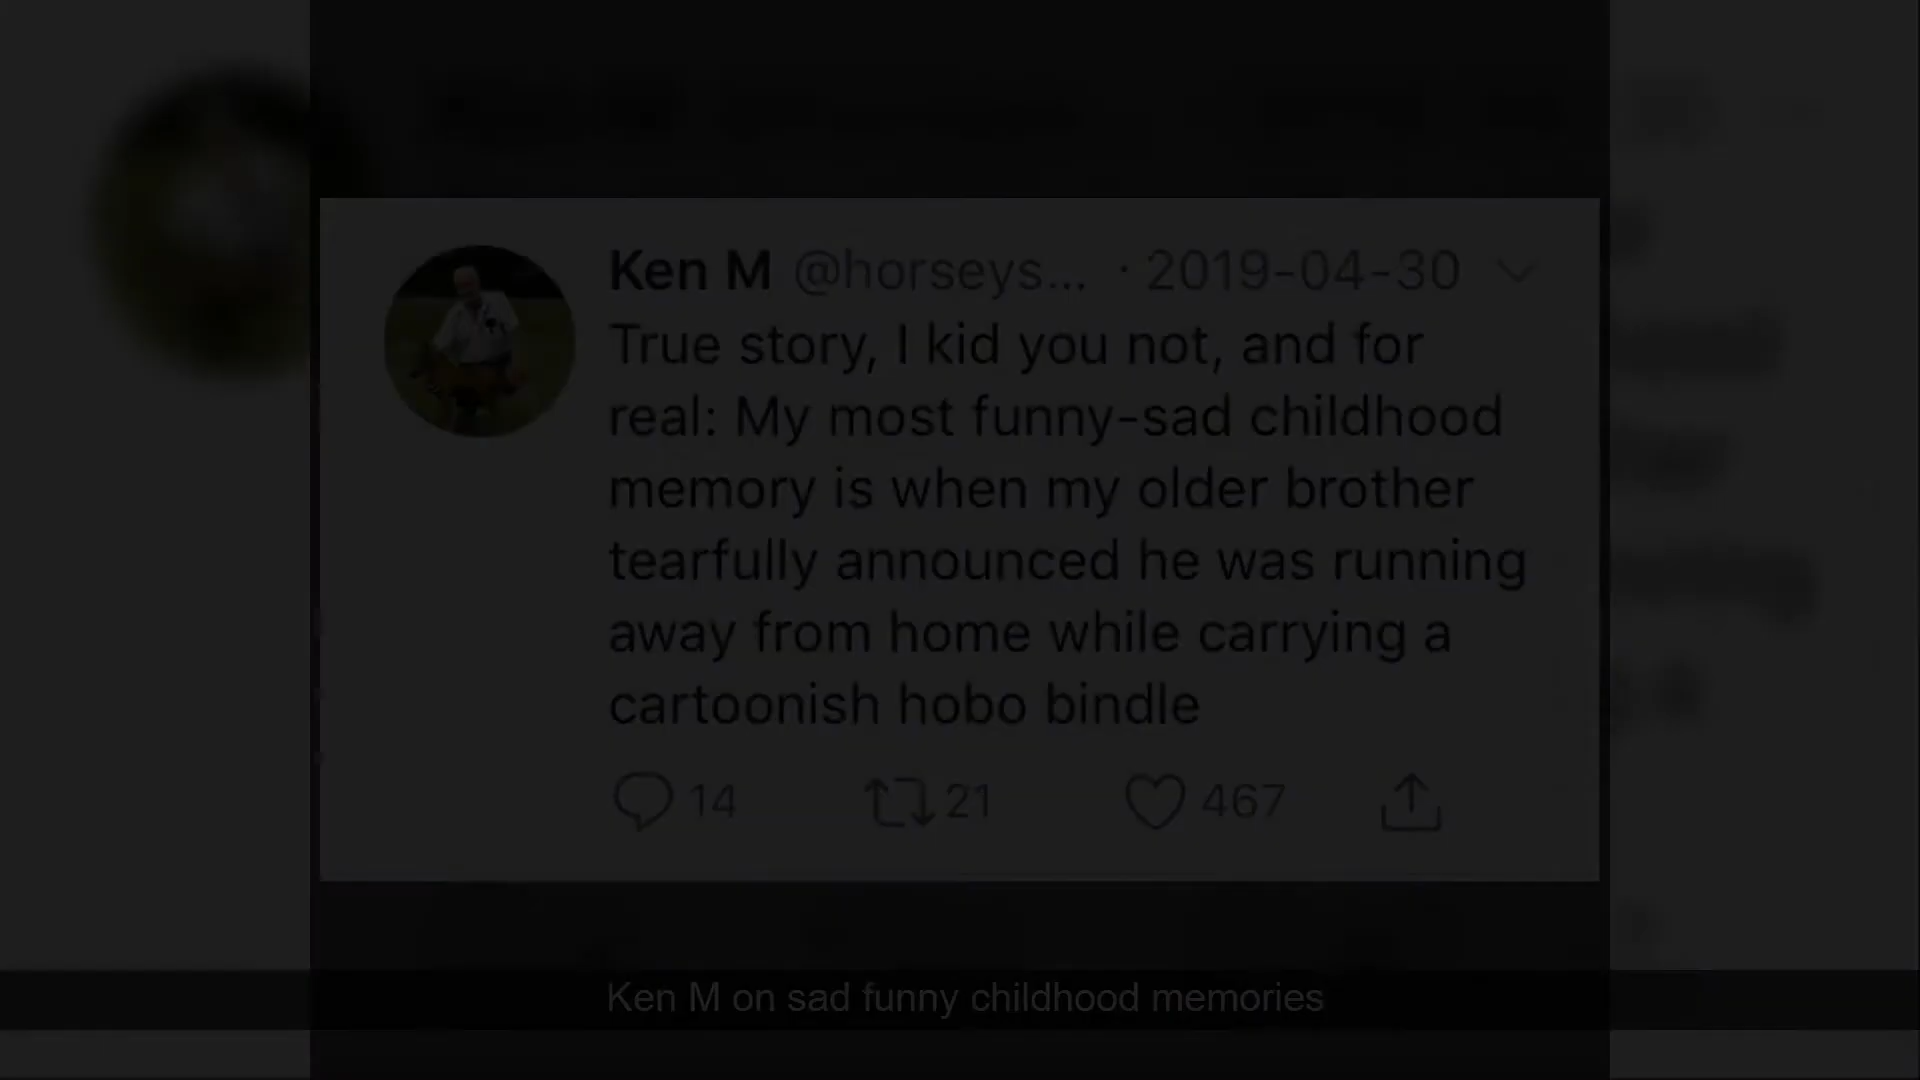 Ken M @horseys... · 2019-04-30
True story, I kid you not, and for
real: My most funny-sad childhood
memory is when my older brother
tearfully announced he was running
away from home while carrying a
cartoonish hobo bindle
14 21 467
Ken M on sad funny childhood memories